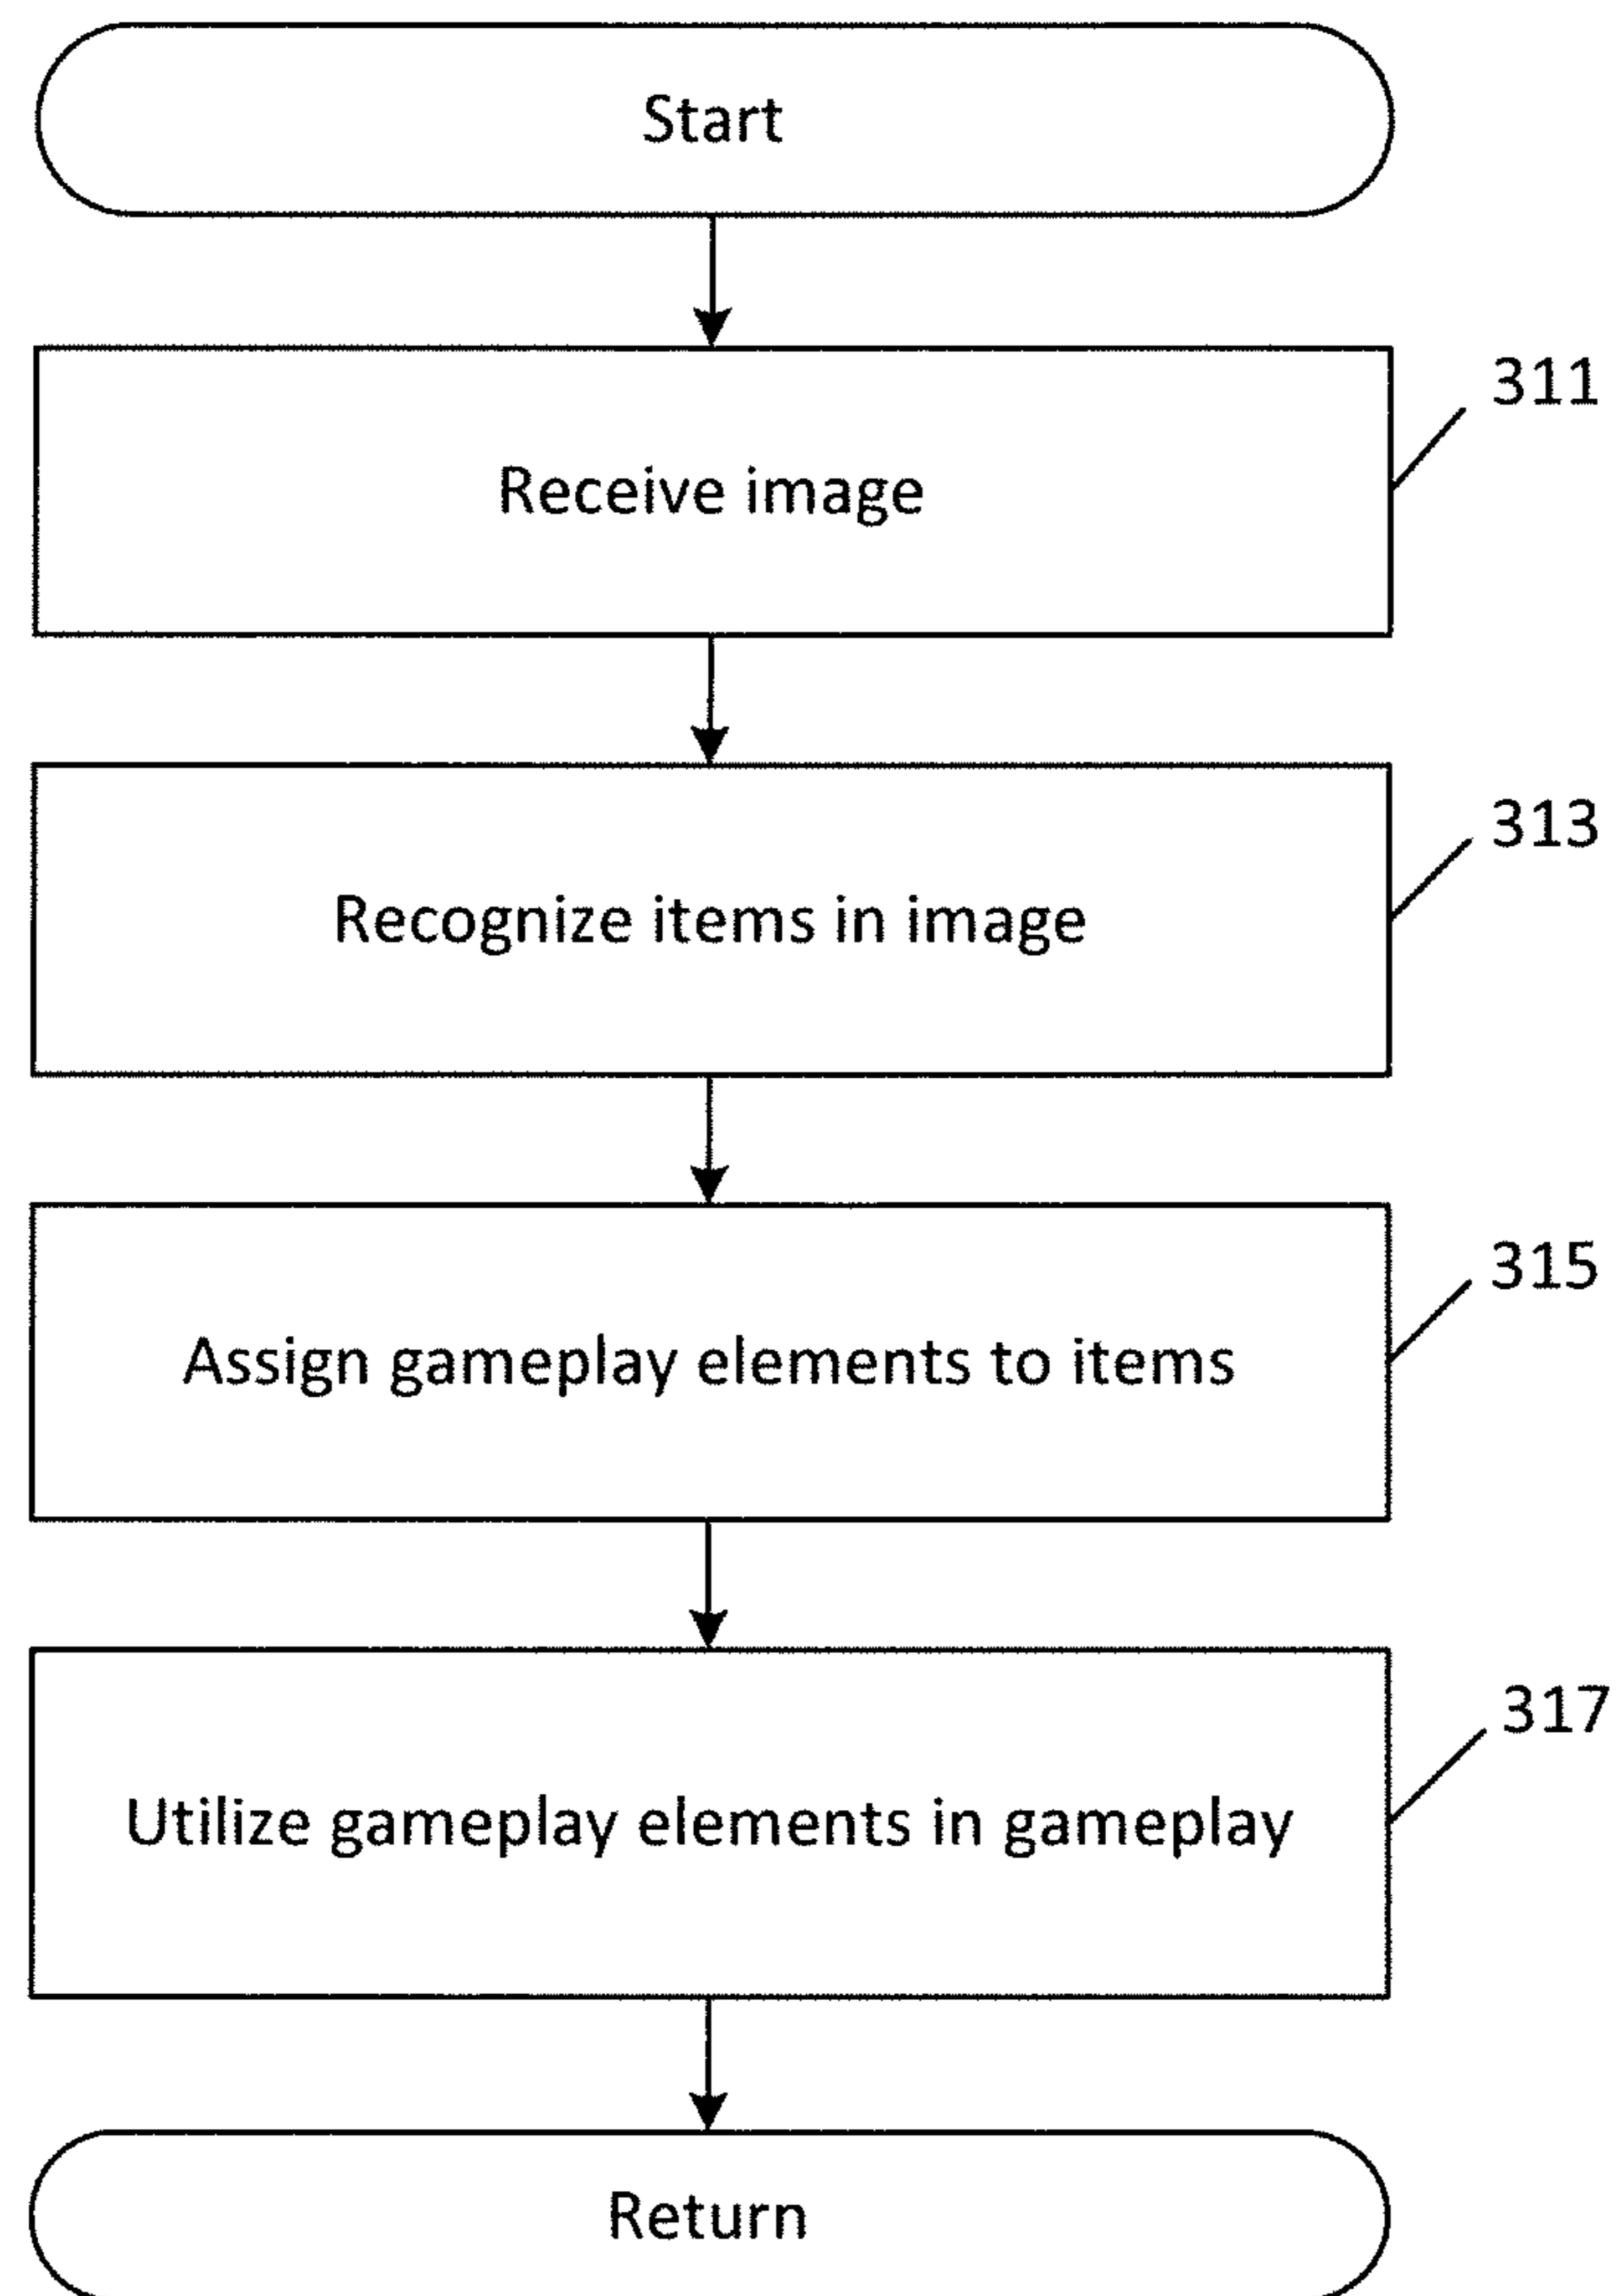 Start
311
Receive image
313
Recognize items in image
315
Assign gameplay elements to items
317
Utilize gameplay elements in gameplay
Return